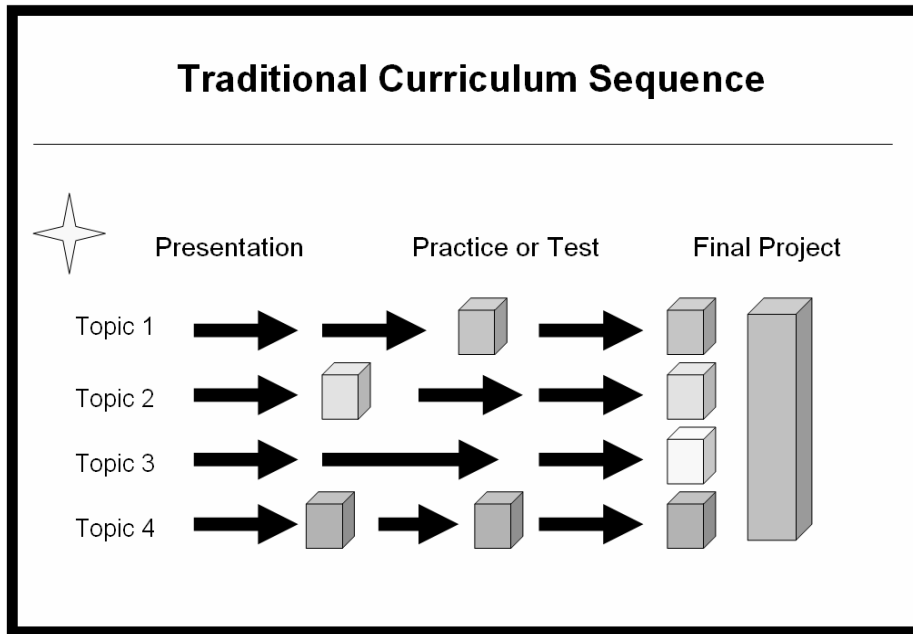 Traditional Curriculum Sequence
Presentation Practice or Test Final Project
Topic 1
Topic 2
Topic 3
Topic 4